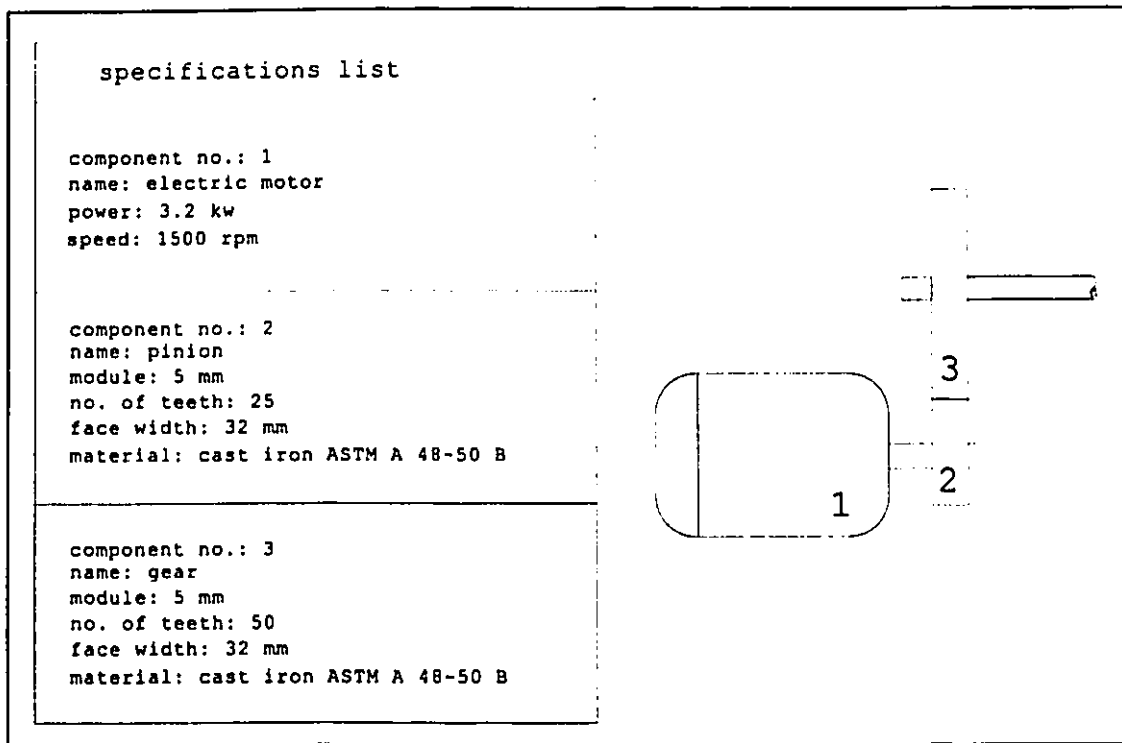 specifications list
component no.: 1
name: electric motor
power: 3.2 kw
speed: 1500 rpm
component no.: 2
name: pinion
module: 5 mm
no. of teeth: 25
face width: 32 mm
material: cast iron ASTM A 48-50 B
component no.: 3
name: gear
module: 5 mm
no. of teeth: 50
face width: 32 mm
material: cast iron ASTM A 48-50 B
3
2
1